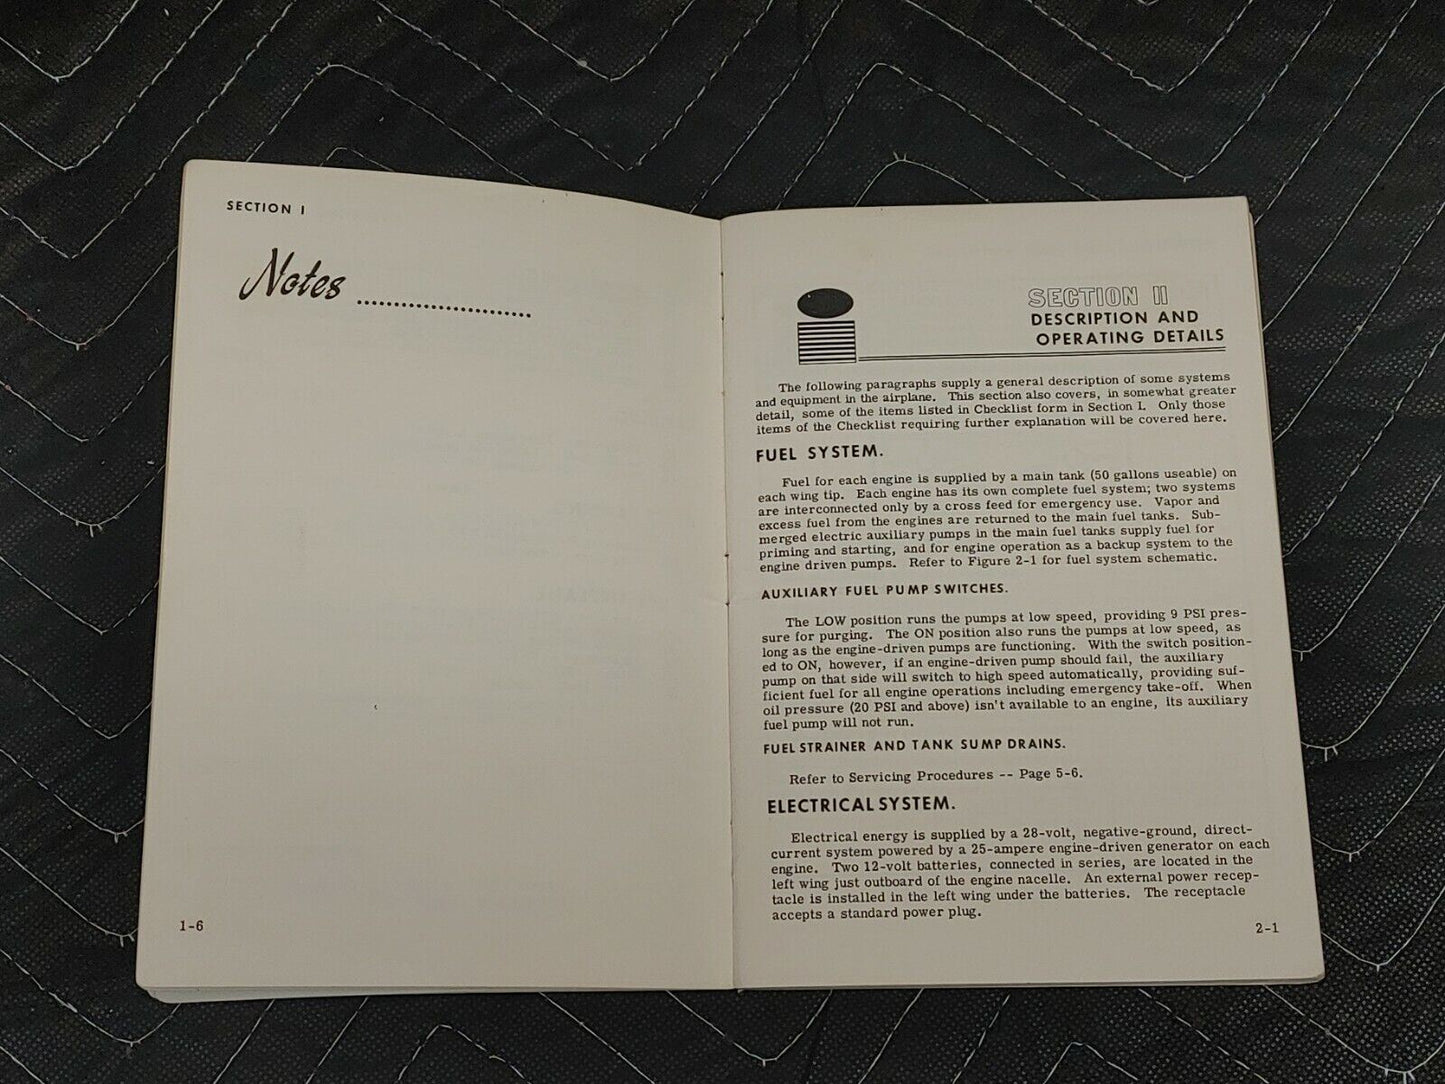 SECTION I
Notes ........................
1-6
SECTION II
DESCRIPTION AND
OPERATING DETAILS
The following paragraphs supply a general description of some systems
and equipment in the airplane. This section also covers, in somewhat greater
detail, some of the items listed in Checklist form in Section I. Only those
items of the Checklist requiring further explanation will be covered here.
FUEL SYSTEM.
Fuel for each engine is supplied by a main tank (50 gallons useable) on
each wing tip. Each engine has its own complete fuel system; two systems
are interconnected only by a cross feed for emergency use. Vapor and
excess fuel from the engines are returned to the main fuel tanks. Sub-
merged electric auxiliary pumps in the main fuel tanks supply fuel for
priming and starting, and for engine operation as a backup system to the
engine driven pumps. Refer to Figure 2-1 for fuel system schematic.
AUXILIARY FUEL PUMP SWITCHES.
The LOW position runs the pumps at low speed, providing 9 PSI pres-
sure for purging. The ON position also runs the pumps at low speed, as
long as the engine-driven pumps are functioning. With the switch position-
ed to ON, however, if an engine-driven pump should fail, the auxiliary
pump on that side will switch to high speed automatically, providing suf-
ficient fuel for all engine operations including emergency take-off. When
oil pressure (20 PSI and above) isn't available to an engine, its auxiliary
fuel pump will not run.
FUEL STRAINER AND TANK SUMP DRAINS.
Refer to Servicing Procedures -- Page 5-6.
ELECTRICAL SYSTEM.
Electrical energy is supplied by a 28-volt, negative-ground, direct-
current system powered by a 25-ampere engine-driven generator on each
engine. Two 12-volt batteries, connected in series, are located in the
left wing just outboard of the engine nacelle. An external power recep-
tacle is installed in the left wing under the batteries. The receptacle
accepts a standard power plug.
2-1